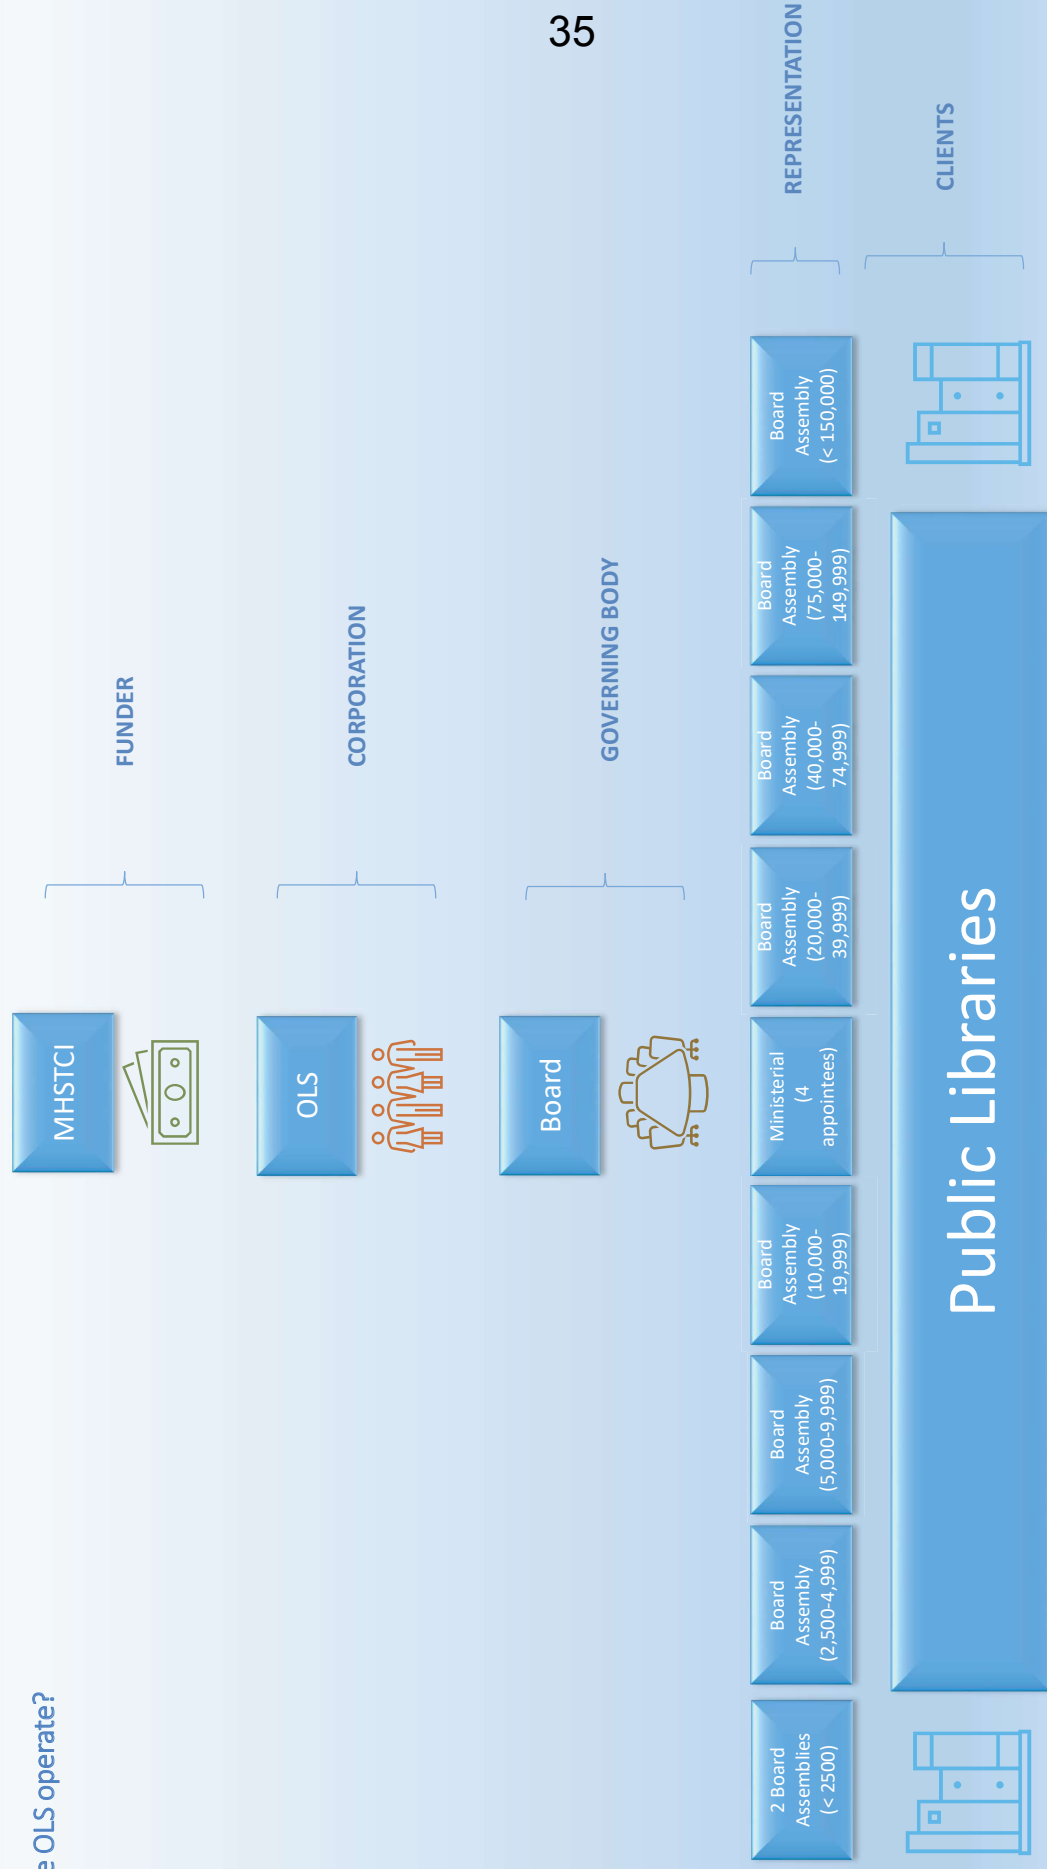 35
e OLS operate?
MHSTCI
FUNDER
OLS
CORPORATION
Board
GOVERNING BODY
2 Board
Assemblies
(< 2500)
Board
Assembly
(2,500-4,999)
Board
Assembly
(5,000-9,999)
Board
Assembly
(10,000-
19,999)
Ministerial
(4
appointees)
Board
Assembly
(20,000-
39,999)
Board
Assembly
(40,000-
74,999)
Board
Assembly
(75,000-
149,999)
Board
Assembly
(< 150,000)
REPRESENTATION
Public Libraries
CLIENTS